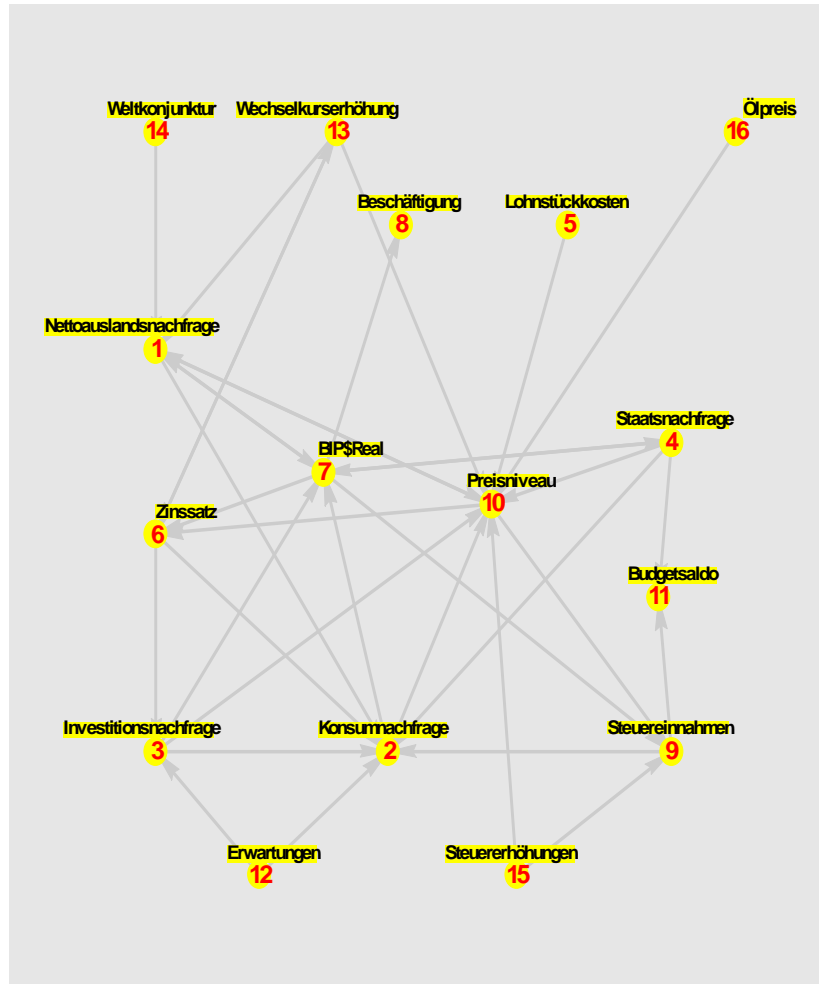 Weltkonjunktur
14
Wechselkurserhöhung
13
Ölpreis
16
Beschäftigung
8
Lohnstückkosten
5
Nettoauslandsnachfrage
1
Staatsnachfrage
4
BIP$Real
7
Preisniveau
10
Zinssatz
6
Budgetsaldo
11
Investitionsnachfrage
3
Konsumnachfrage
2
Steuereinnahmen
9
Erwartungen
12
Steuererhöhungen
15